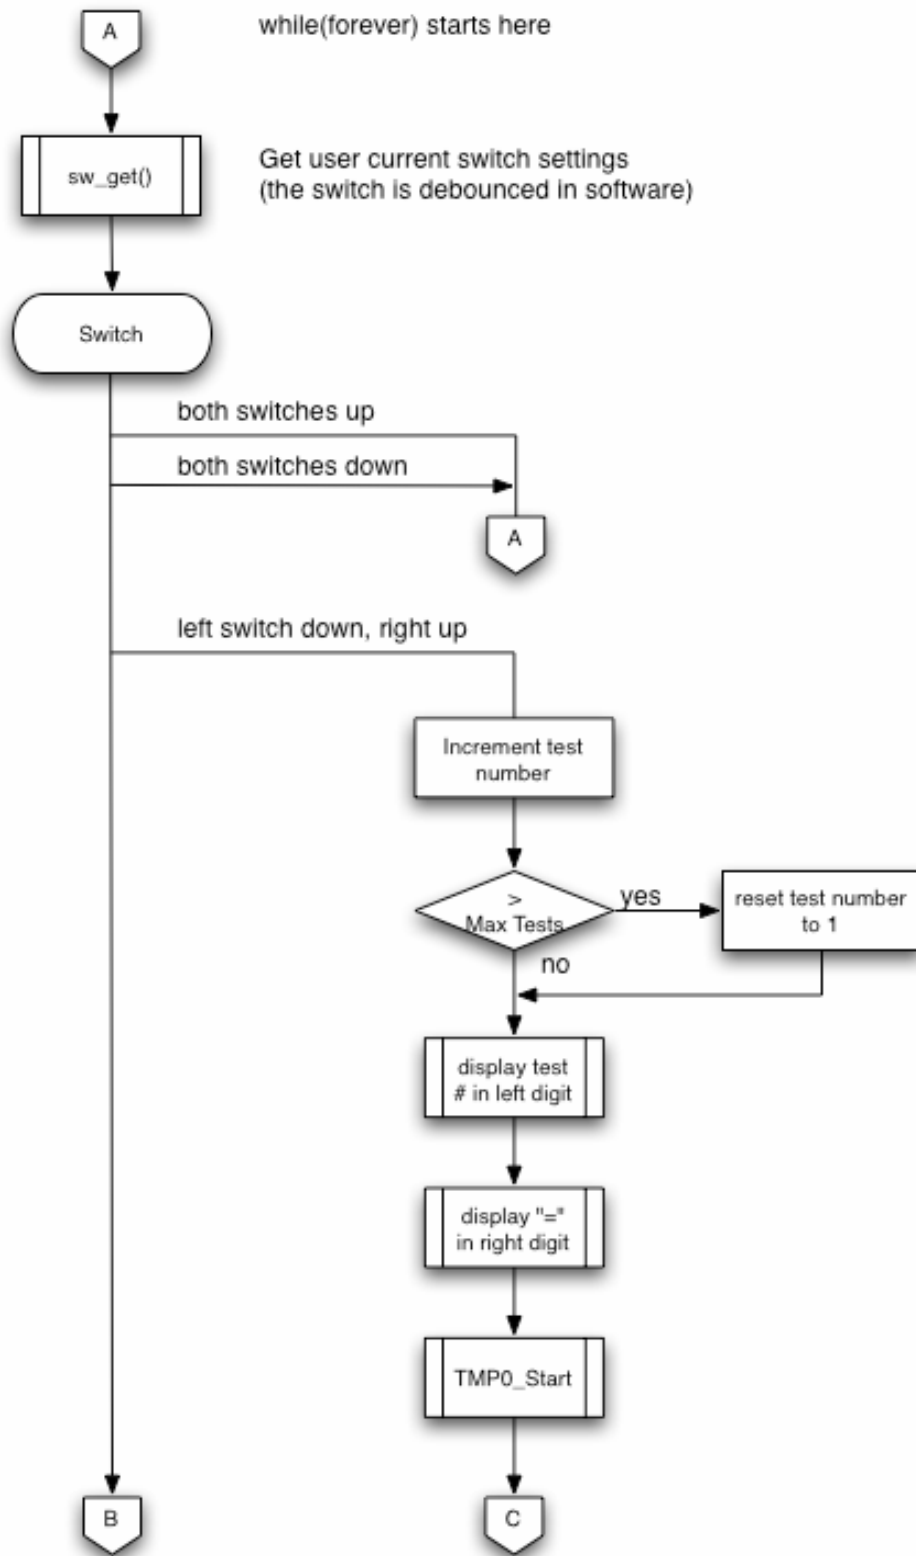 A
while(forever) starts here
sw_get()
Get user current switch settings
(the switch is debounced in software)
Switch
both switches up
both switches down
A
left switch down, right up
Increment test
number
>
Max Tests
yes
reset test number
to 1
no
display test
# in left digit
display "="
in right digit
TMP0_Start
B
C